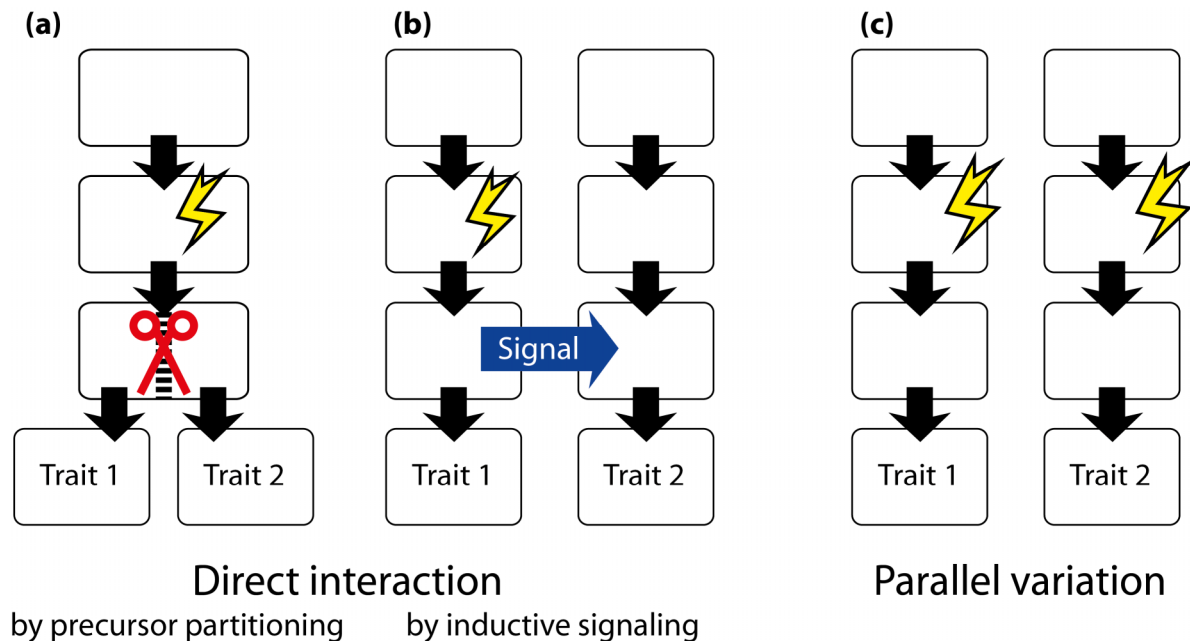 (a) (b) (c)
Signal
Trait 1 Trait 2 Trait 1 Trait 2 Trait 1 Trait 2
Direct interaction Parallel variation
by precursor partitioning by inductive signaling